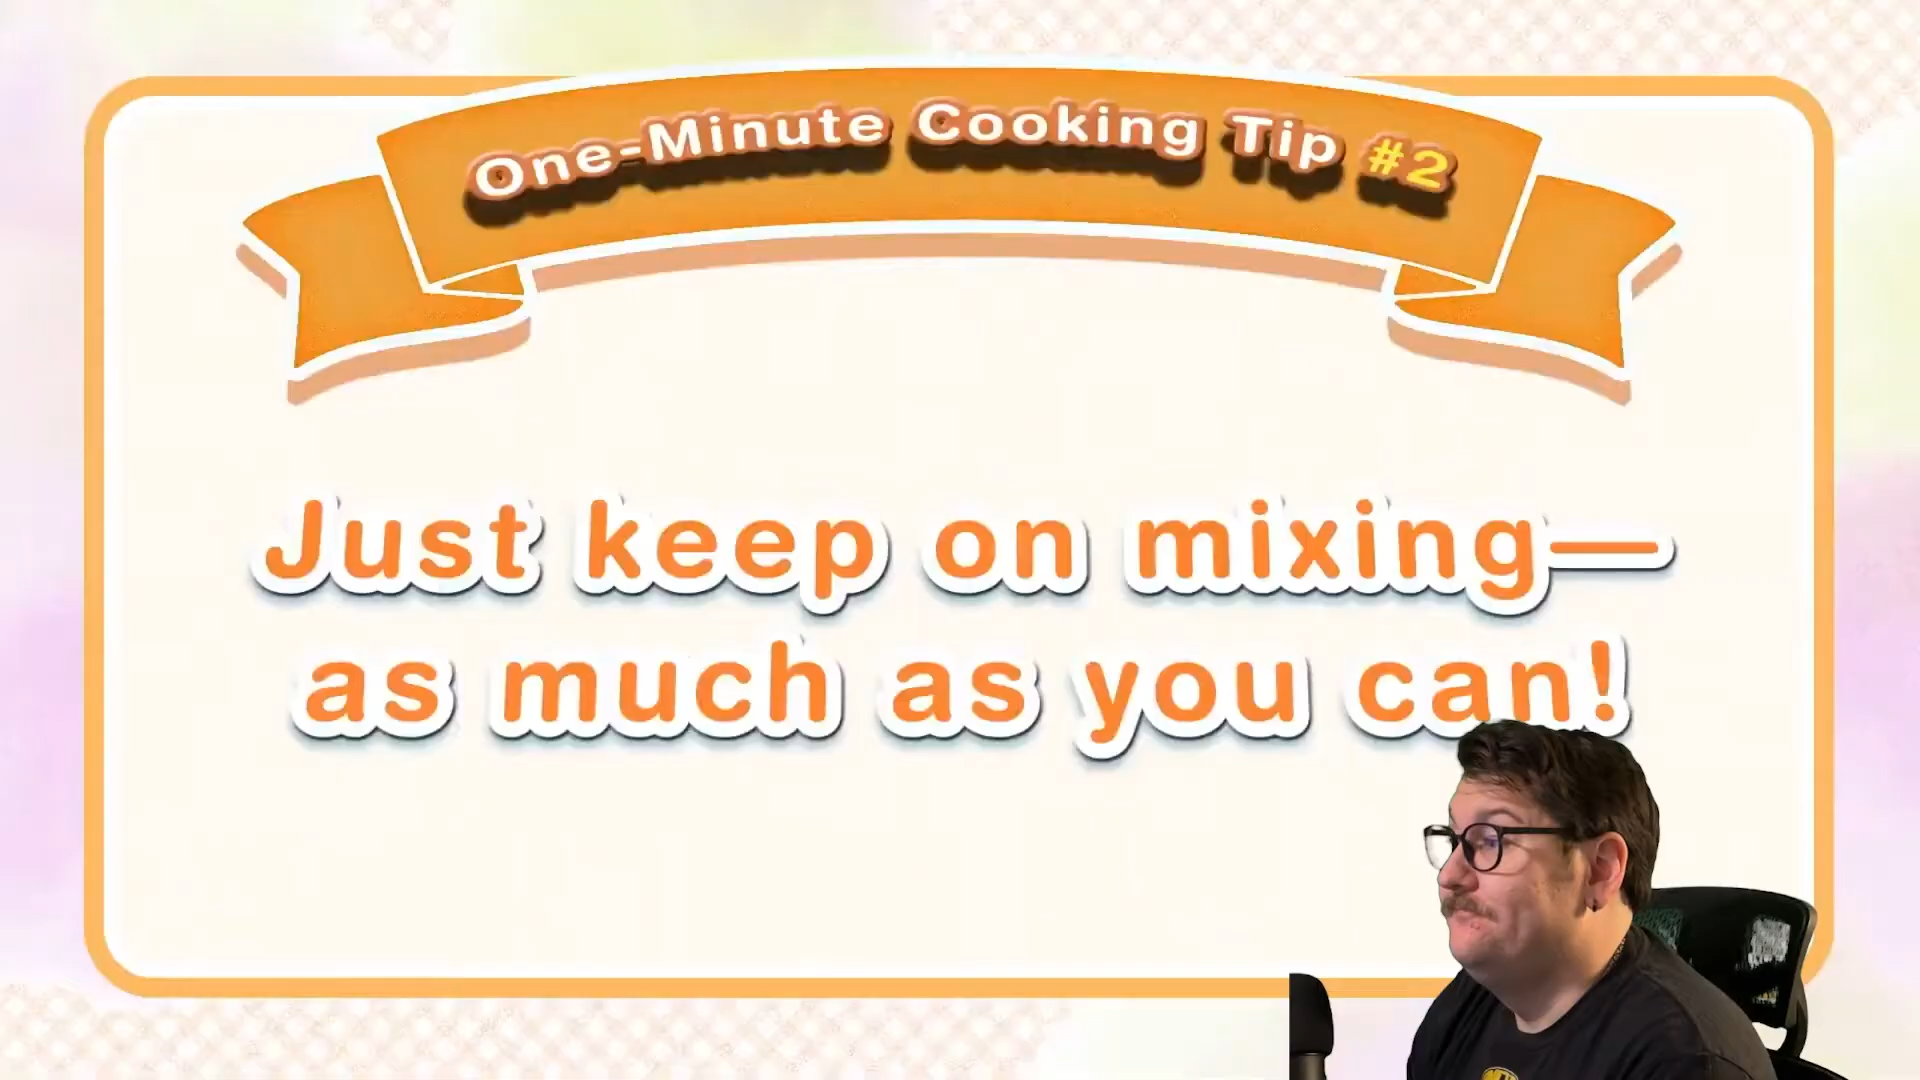 One-Minute Cooking Tip #2
Just keep on mixing—
as much as you can!